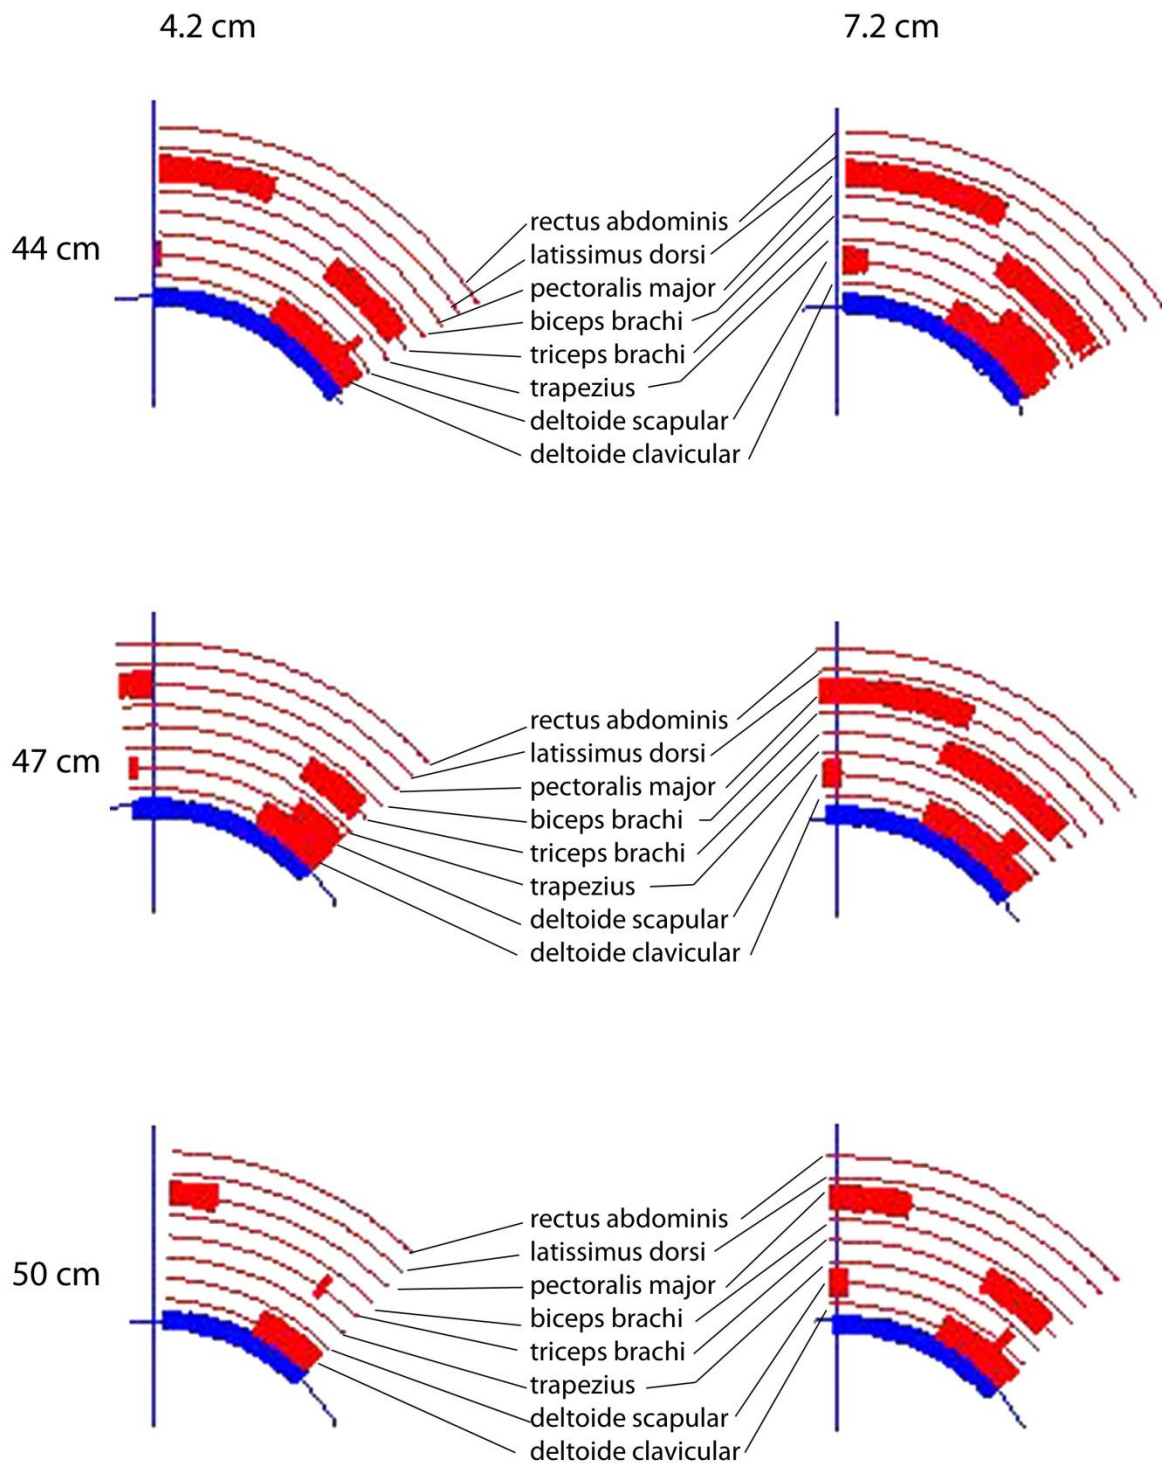 4.2 cm 7.2 cm
44 cm
rectus abdominis
latissimus dorsi
pectoralis major
biceps brachi
triceps brachi
trapezius
deltoide scapular
deltoide clavicular
47 cm
rectus abdominis
latissimus dorsi
pectoralis major
biceps brachi
triceps brachi
trapezius
deltoide scapular
deltoide clavicular
50 cm
rectus abdominis
latissimus dorsi
pectoralis major
biceps brachi
triceps brachi
trapezius
deltoide scapular
deltoide clavicular